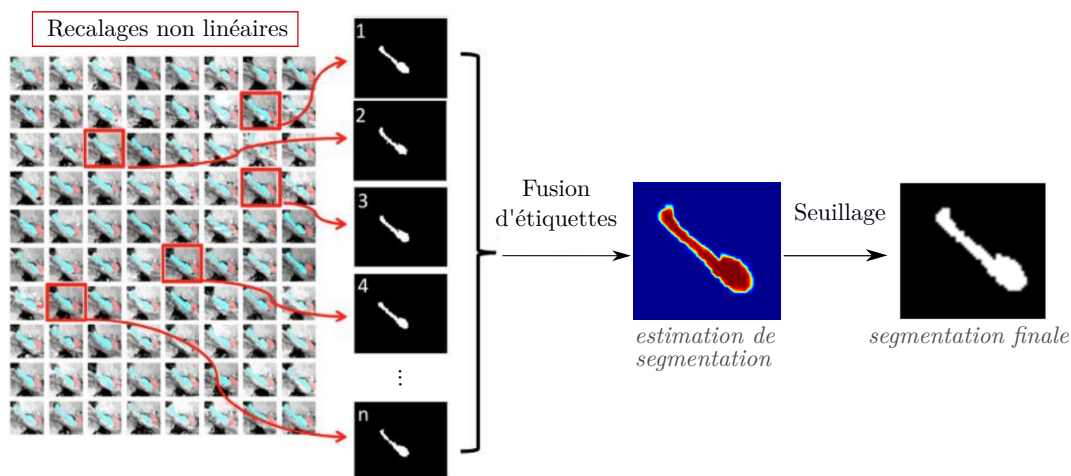 Recalages non linéaires
1
2
3
4
...
n
Fusion
d'étiquettes
estimation de
segmentation
Seuillage
segmentation finale